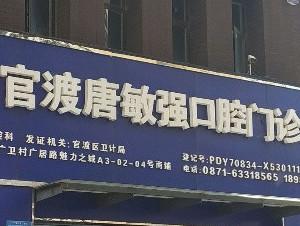 官渡唐敏强口腔门诊
科 发证机关:官渡区卫计局 登记号:PDY70834-X530111
广卫村广居路魅力之城A3-02-04号商铺 电话:0871-63318565 189